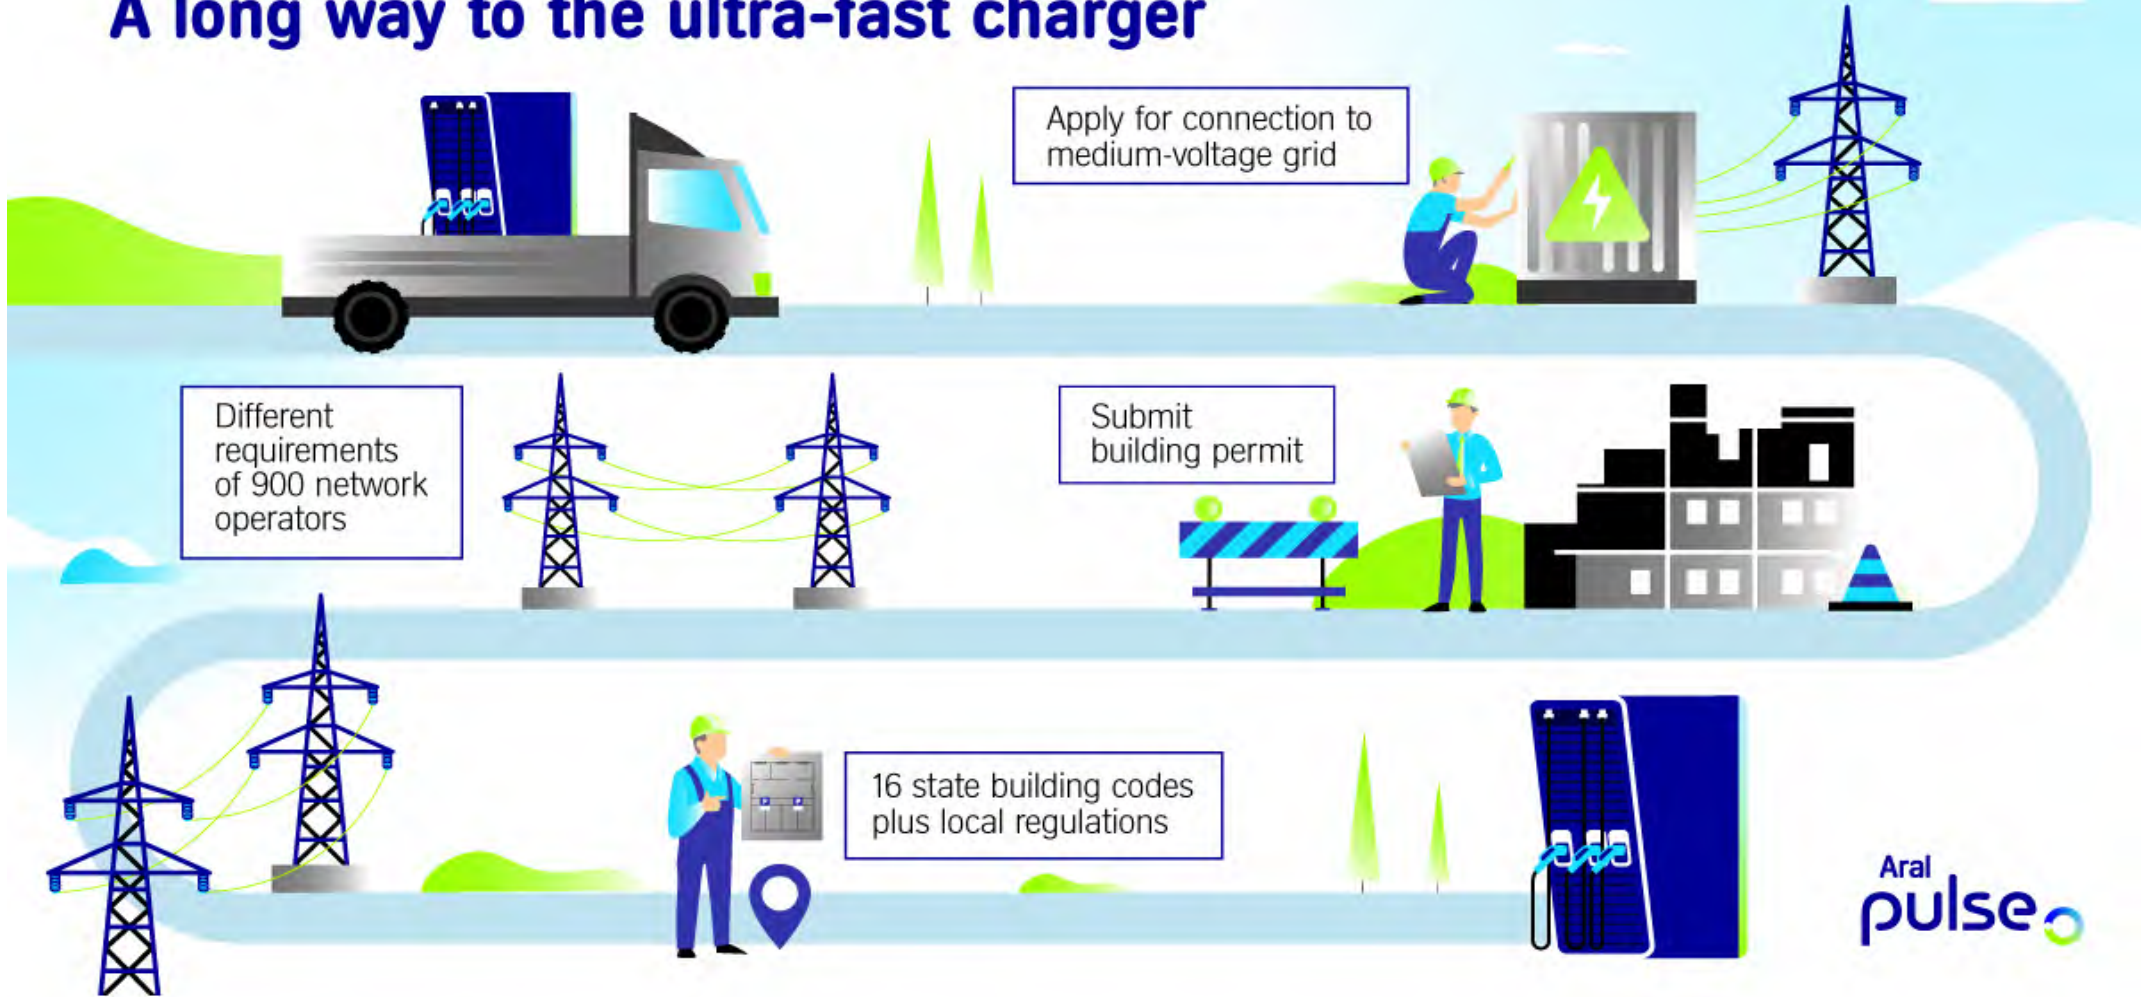 A long way to the ultra-fast charger
Apply for connection to
medium-voltage grid
Submit
building permit
Different
requirements
of 900 network
operators
16 state building codes
plus local regulations
Aral
pulse